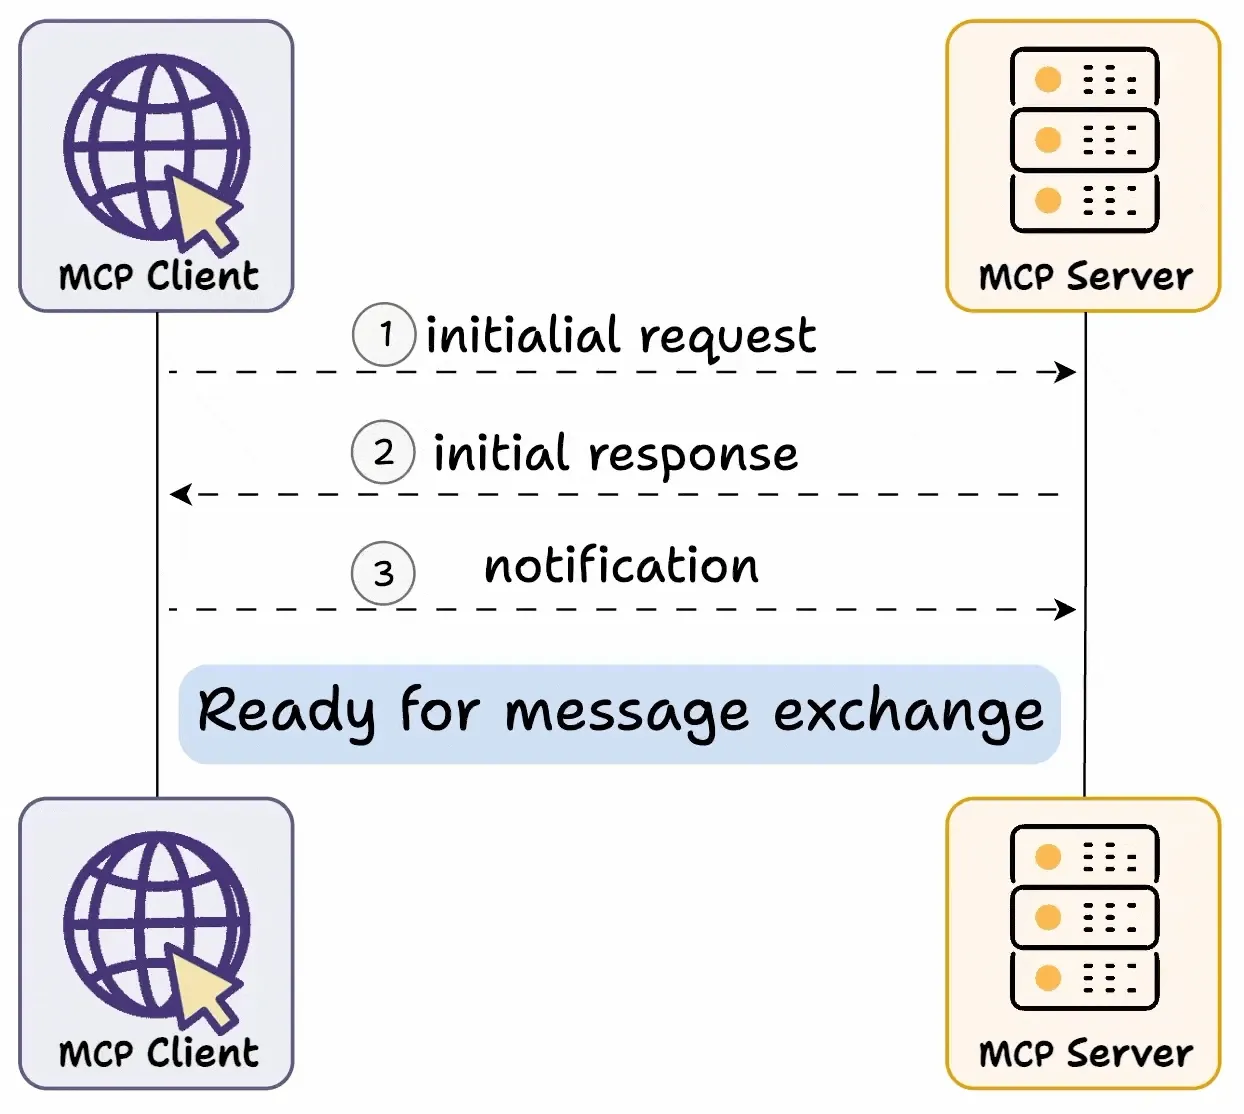 MCP Client
MCP Server
1 initialial request
2 initial response
3 notification
Ready for message exchange
MCP Client
MCP Server